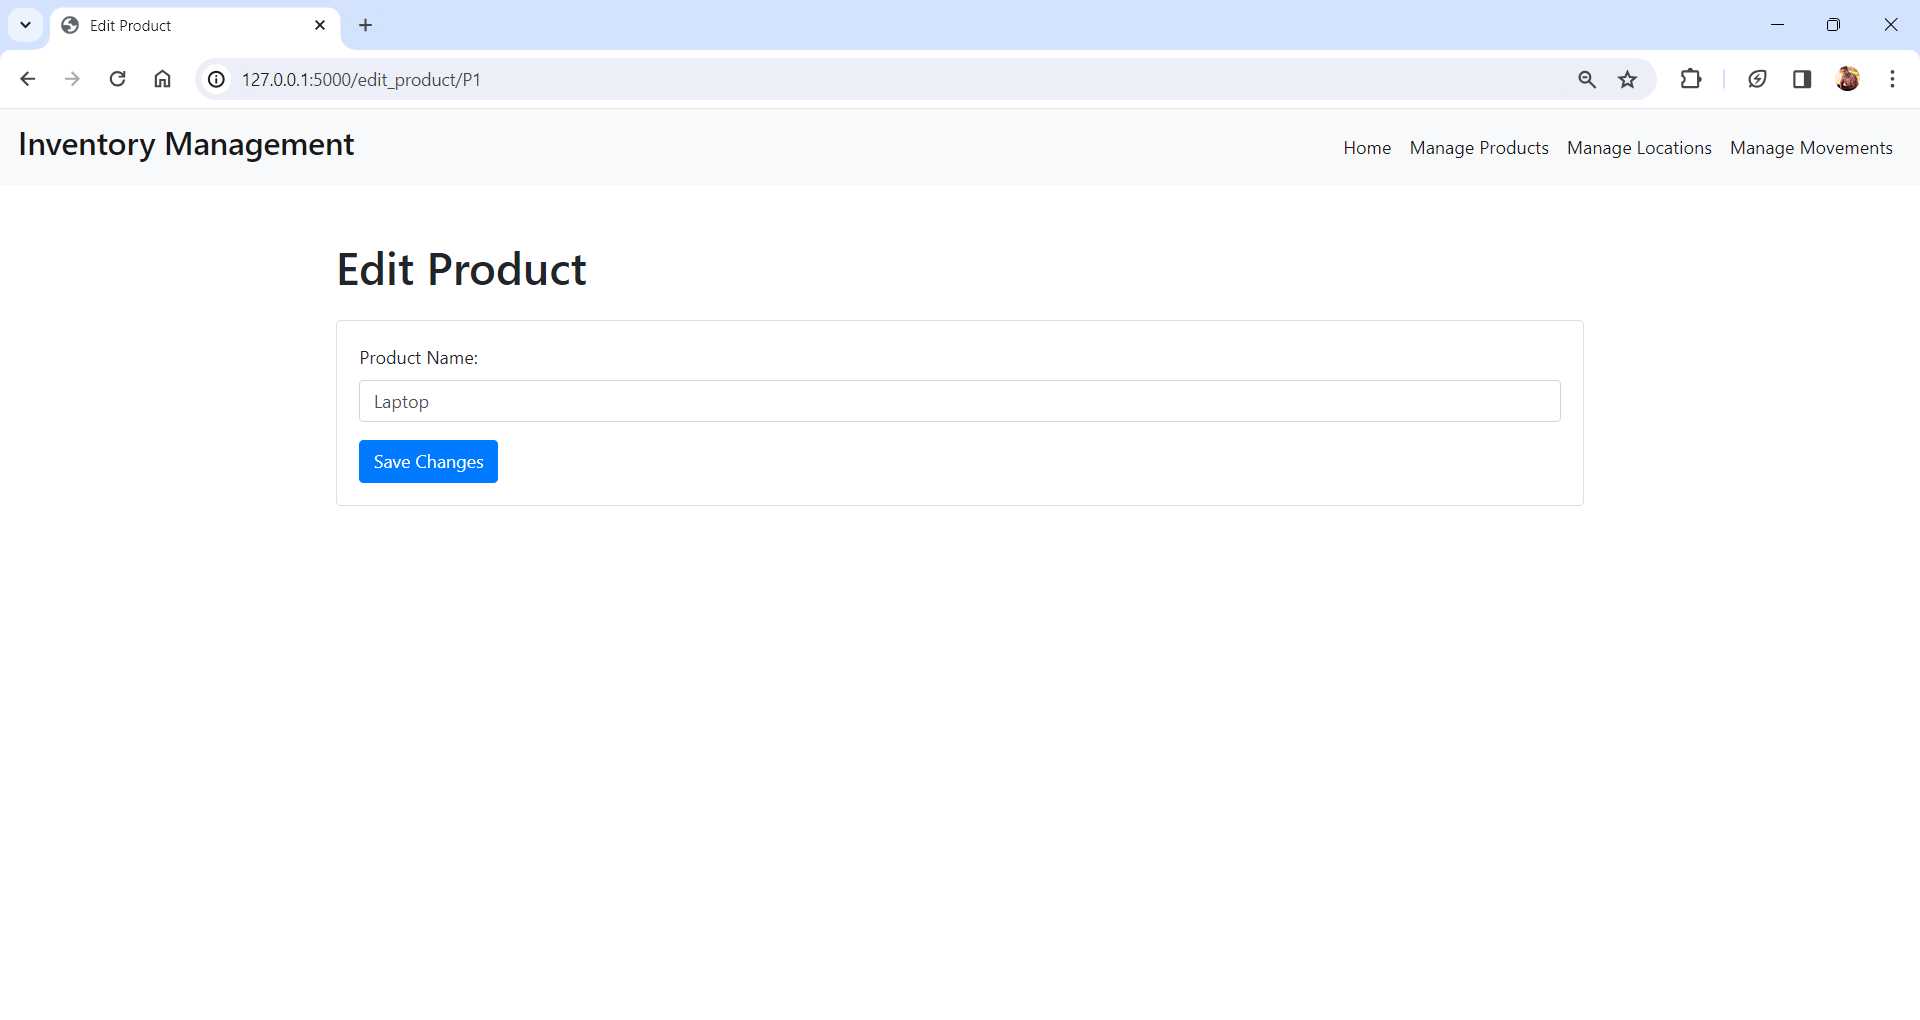 Edit Product
127.0.0.1:5000/edit_product/P1
Inventory Management
Home Manage Products Manage Locations Manage Movements
Edit Product
Product Name:
Laptop
Save Changes